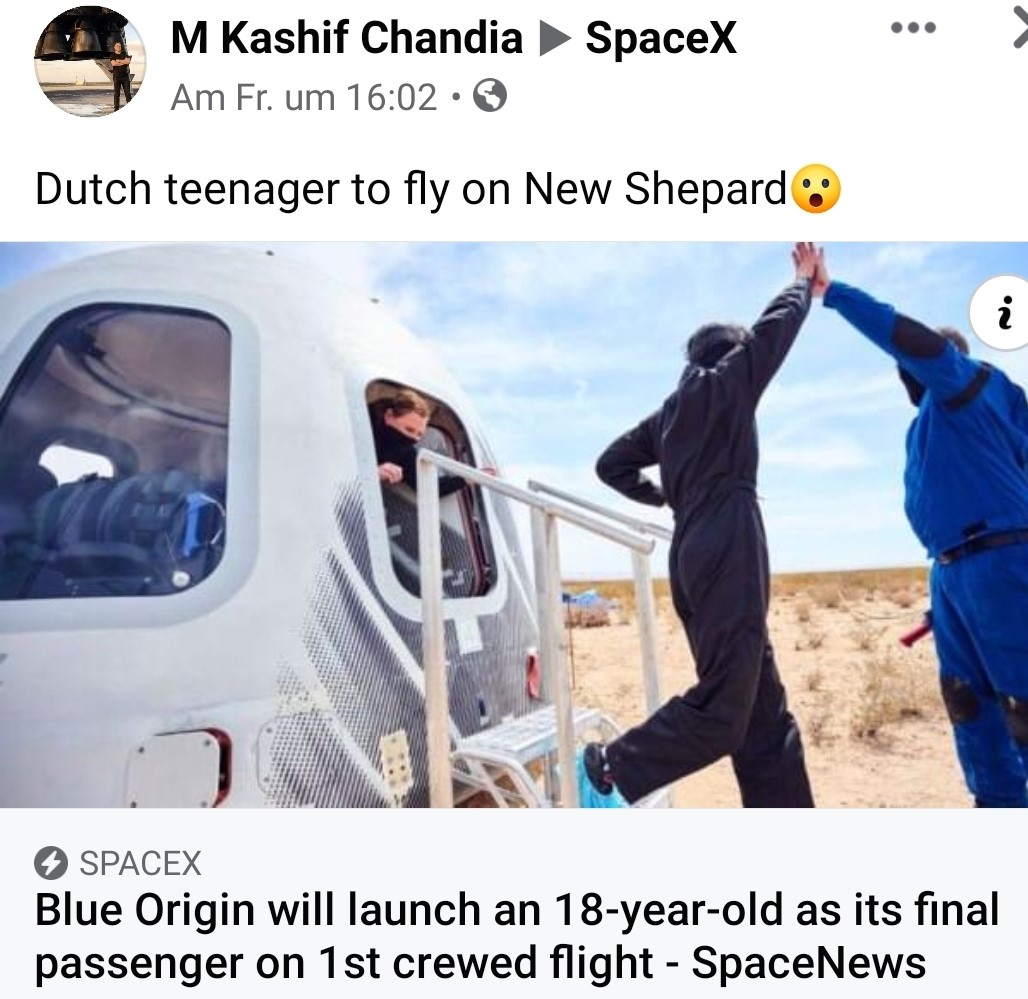 M Kashif Chandia ▶ SpaceX
Am Fr. um 16:02 ·
Dutch teenager to fly on New Shepard😮
i
SPACEX
Blue Origin will launch an 18-year-old as its final
passenger on 1st crewed flight - SpaceNews